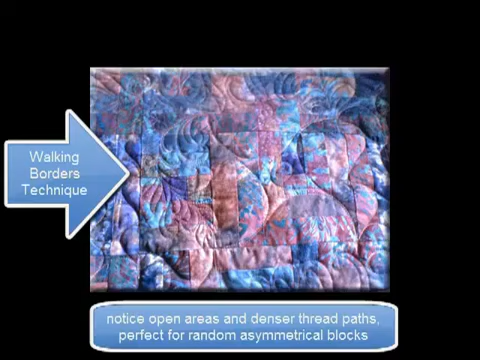 Walking
Borders
Technique
notice open areas and denser thread paths,
perfect for random asymmetrical blocks